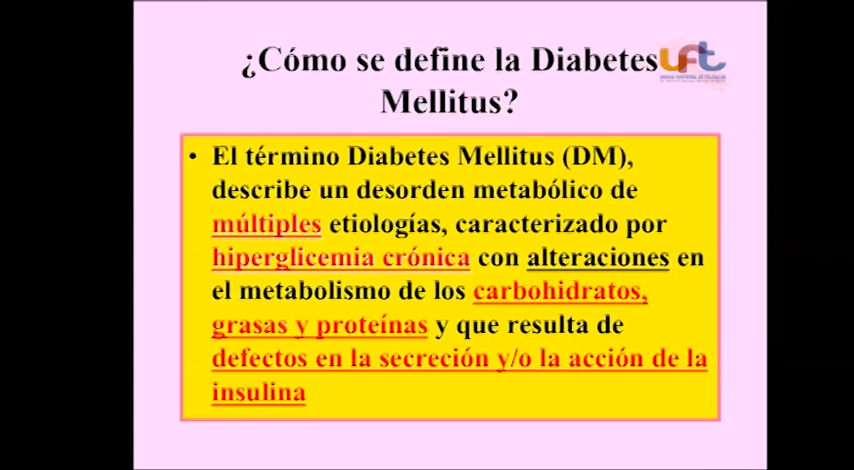 ¿Cómo se define la Diabetes
Mellitus?
uft
• El término Diabetes Mellitus (DM),
describe un desorden metabólico de
múltiples etiologías, caracterizado por
hiperglicemia crónica con alteraciones en
el metabolismo de los carbohidratos,
grasas y proteínas y que resulta de
defectos en la secreción y/o la acción de la
insulina